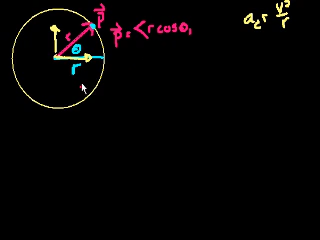 p⃗
p⃗ = < r cos θ,
a_c = v²/r
r
θ
r